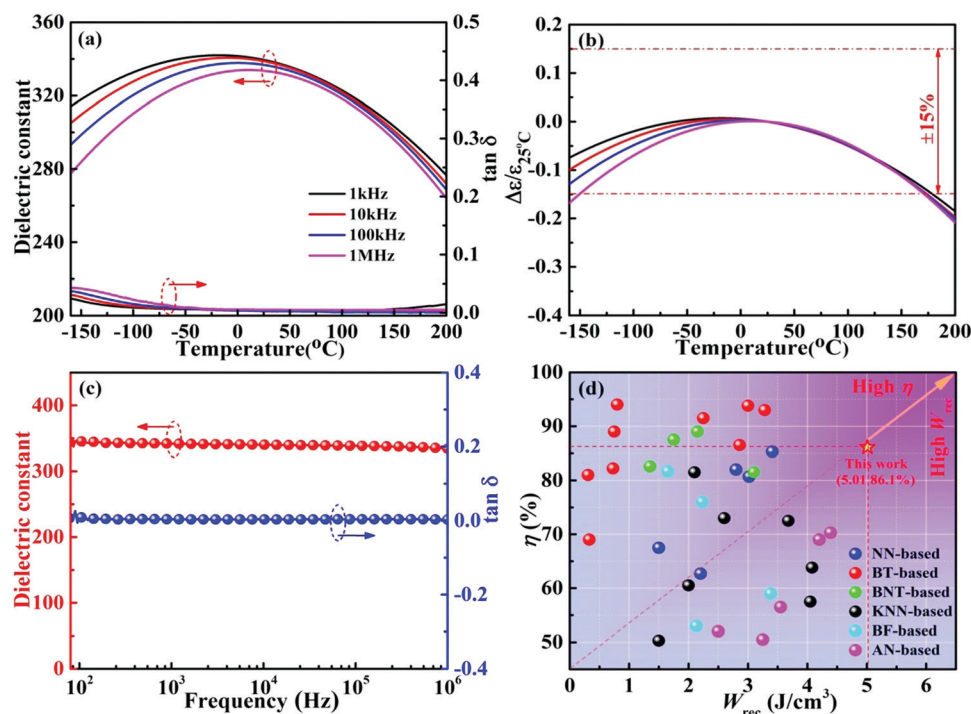 (a)
360
320
280
240
200
Dielectric constant
0.5
0.4
0.3
0.2
0.1
0.0
tan δ
1kHz
10kHz
100kHz
1MHz
-150 -100 -50 0 50 100 150 200
Temperature(°C)
(b)
0.2
0.1
0.0
-0.1
-0.2
-0.3
-0.4
Δε/ε25°C
±15%
-150 -100 -50 0 50 100 150 200
Temperature(°C)
(c)
400
300
200
100
0
Dielectric constant
0.4
0.2
0.0
-0.2
-0.4
tan δ
10² 10³ 10⁴ 10⁵ 10⁶
Frequency (Hz)
(d)
100
90
80
70
60
50
η (%)
High η
High Wrec
This work
(5.01,86.1%)
NN-based
BT-based
BNT-based
KNN-based
BF-based
AN-based
0 1 2 3 4 5 6
Wrec (J/cm³)